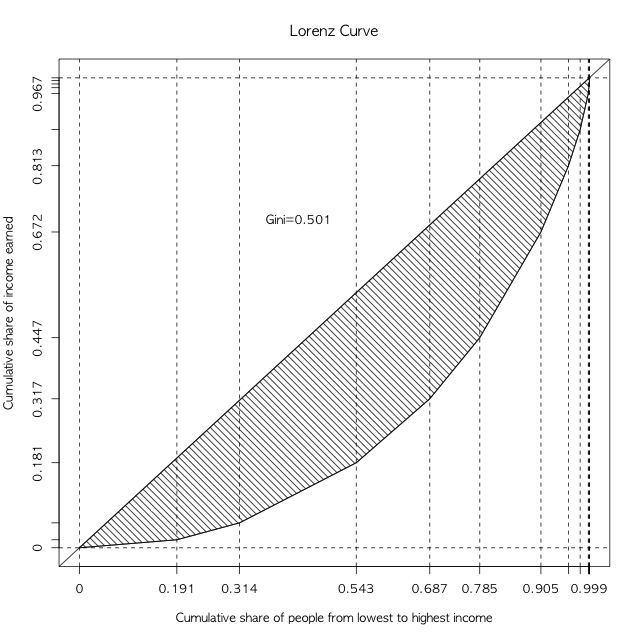 Lorenz Curve
Cumulative share of income earned
0.967
0.813
0.672
0.447
0.317
0.181
0
Gini=0.501
0 0.191 0.314 0.543 0.687 0.785 0.905 0.999
Cumulative share of people from lowest to highest income